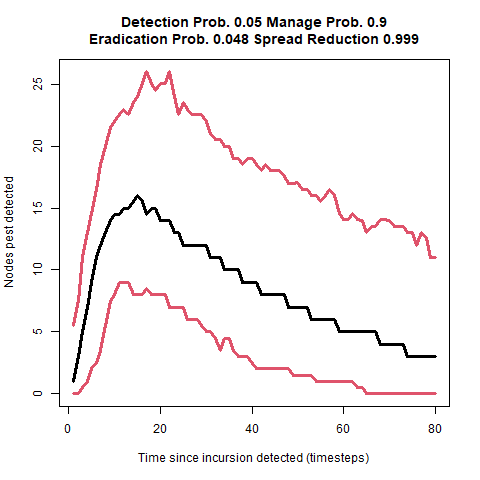 Detection Prob. 0.05 Manage Prob. 0.9
Eradication Prob. 0.048 Spread Reduction 0.999
Nodes pest detected
25
20
15
10
5
0
0 20 40 60 80
Time since incursion detected (timesteps)